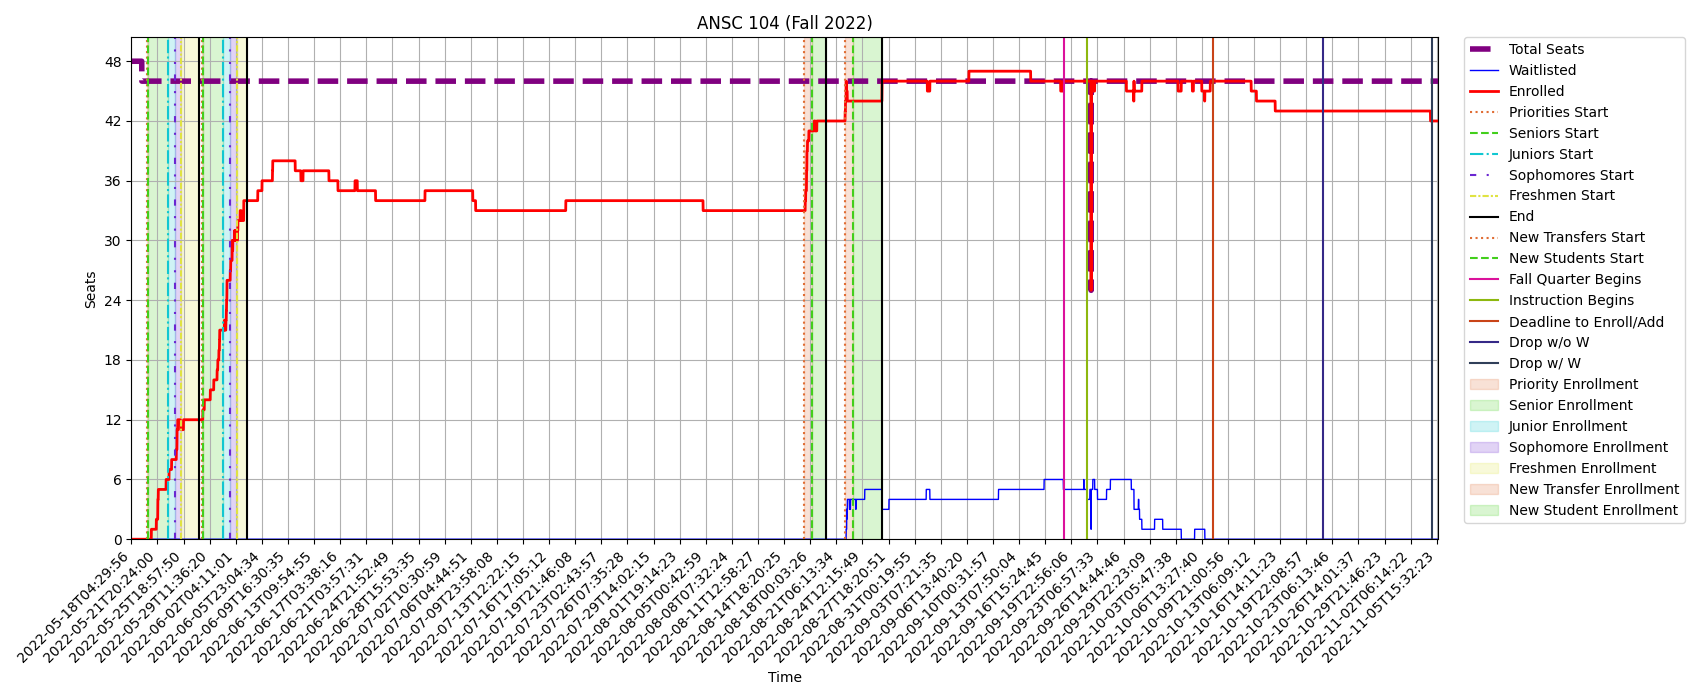 ANSC 104 (Fall 2022)
Seats
48
42
36
30
24
18
12
6
0
2022-05-18T04:29:56
2022-05-21T20:24:00
2022-05-25T18:57:50
2022-05-29T11:36:20
2022-06-02T04:11:01
2022-06-05T23:04:34
2022-06-09T16:30:35
2022-06-13T09:54:55
2022-06-17T03:38:16
2022-06-21T03:57:31
2022-06-24T21:52:49
2022-06-28T15:53:35
2022-07-02T10:30:59
2022-07-06T04:44:51
2022-07-09T23:58:08
2022-07-13T12:22:15
2022-07-16T17:05:12
2022-07-19T21:46:08
2022-07-23T02:43:57
2022-07-26T07:35:28
2022-07-29T14:02:15
2022-08-01T19:14:23
2022-08-05T00:42:59
2022-08-08T07:32:24
2022-08-11T12:58:27
2022-08-14T18:20:25
2022-08-18T00:03:26
2022-08-21T06:13:34
2022-08-24T12:15:49
2022-08-27T18:20:51
2022-08-31T00:19:55
2022-09-03T07:21:35
2022-09-06T13:40:20
2022-09-10T00:31:57
2022-09-13T07:50:04
2022-09-16T15:24:45
2022-09-19T22:56:06
2022-09-23T06:57:33
2022-09-26T14:44:46
2022-09-29T22:23:09
2022-10-03T05:47:38
2022-10-06T13:27:40
2022-10-09T21:00:56
2022-10-13T06:09:12
2022-10-16T14:11:23
2022-10-19T22:08:57
2022-10-23T06:13:46
2022-10-26T14:01:37
2022-10-29T21:46:23
2022-11-02T06:14:22
2022-11-05T15:32:23
Time
Total Seats
Waitlisted
Enrolled
Priorities Start
Seniors Start
Juniors Start
Sophomores Start
Freshmen Start
End
New Transfers Start
New Students Start
Fall Quarter Begins
Instruction Begins
Deadline to Enroll/Add
Drop w/o W
Drop w/ W
Priority Enrollment
Senior Enrollment
Junior Enrollment
Sophomore Enrollment
Freshmen Enrollment
New Transfer Enrollment
New Student Enrollment